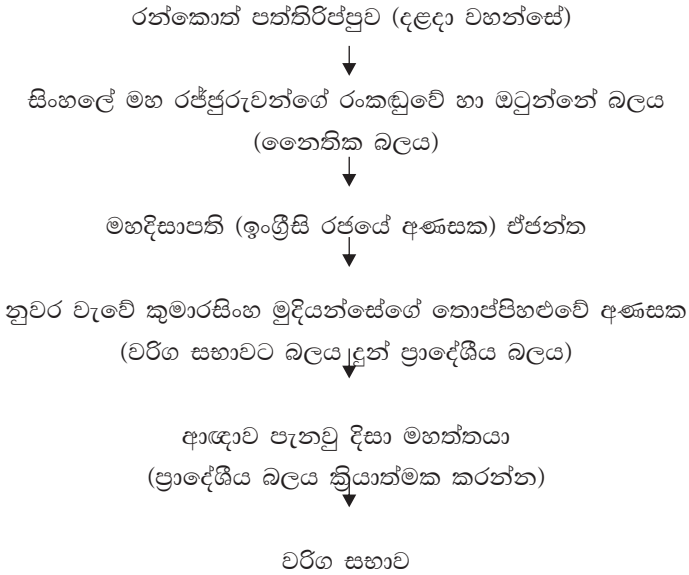 රන්කොත් පත්තිරිප්පුව (දළදා වහන්සේ)
සිංහලේ මහ රජ්ජුරුවන්ගේ රංකඬුවේ හා ඔටුන්නේ බලය
(නෛතික බලය)
මහදිසාපති (ඉංග්‍රීසි රජයේ අණසක) ඒජන්ත
නුවර වැවේ කුමාරසිංහ මුදියන්සේගේ තොප්පිහළුවේ අණසක
(වරිග සභාවට බලය දුන් ප්‍රාදේශීය බලය)
ආඥාව පැනවු දිසා මහත්තයා
(ප්‍රාදේශීය බලය ක්‍රියාත්මක කරන්න)
වරිග සභාව